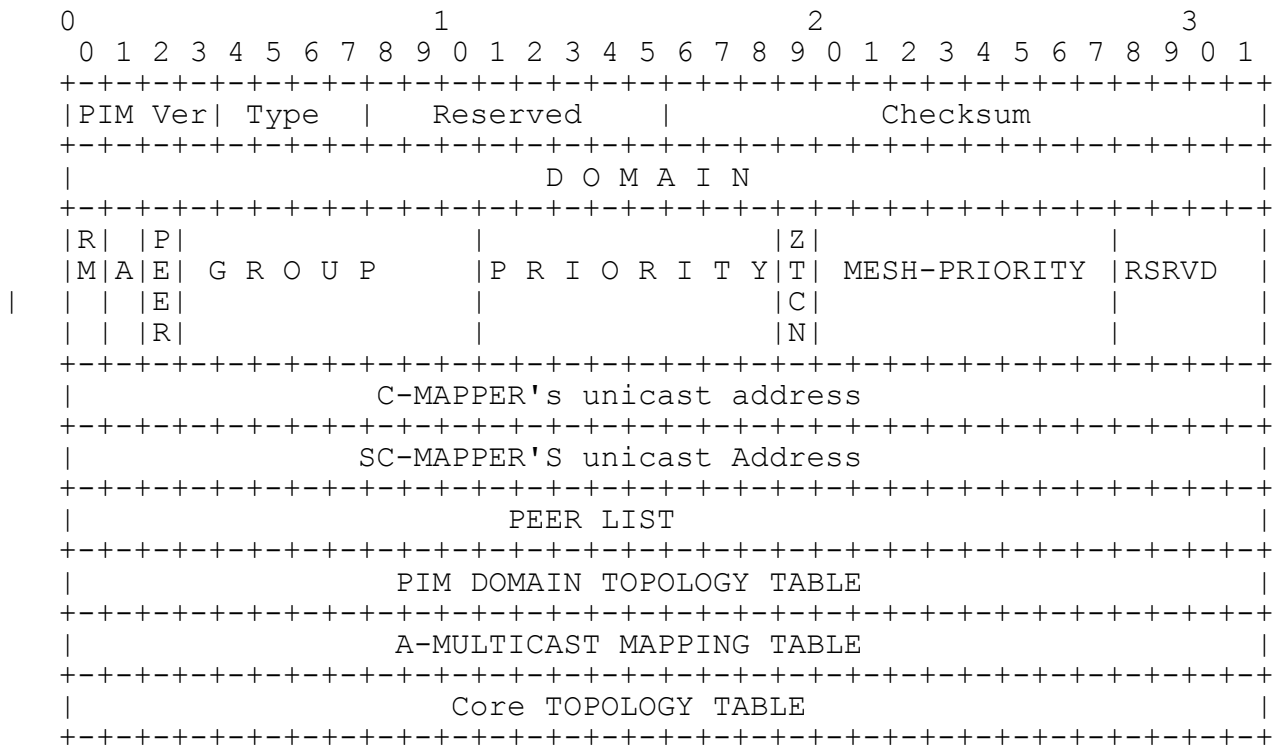 0                   1                   2                   3
 0 1 2 3 4 5 6 7 8 9 0 1 2 3 4 5 6 7 8 9 0 1 2 3 4 5 6 7 8 9 0 1
+-+-+-+-+-+-+-+-+-+-+-+-+-+-+-+-+-+-+-+-+-+-+-+-+-+-+-+-+-+-+-+-+
|PIM Ver| Type  |   Reserved    |           Checksum            |
+-+-+-+-+-+-+-+-+-+-+-+-+-+-+-+-+-+-+-+-+-+-+-+-+-+-+-+-+-+-+-+-+
|                         D O M A I N                           |
+-+-+-+-+-+-+-+-+-+-+-+-+-+-+-+-+-+-+-+-+-+-+-+-+-+-+-+-+-+-+-+-+
|R| |P|               |               |Z|               |       |
|M|A|E| G R O U P     |P R I O R I T Y|T| MESH-PRIORITY |RSRVD  |
|  | | |E|               |               |C|               |       |
| | |R|               |               |N|               |       |
+-+-+-+-+-+-+-+-+-+-+-+-+-+-+-+-+-+-+-+-+-+-+-+-+-+-+-+-+-+-+-+-+
|                C-MAPPER's unicast address                     |
+-+-+-+-+-+-+-+-+-+-+-+-+-+-+-+-+-+-+-+-+-+-+-+-+-+-+-+-+-+-+-+-+
|               SC-MAPPER'S unicast Address                     |
+-+-+-+-+-+-+-+-+-+-+-+-+-+-+-+-+-+-+-+-+-+-+-+-+-+-+-+-+-+-+-+-+
|                       PEER LIST                               |
+-+-+-+-+-+-+-+-+-+-+-+-+-+-+-+-+-+-+-+-+-+-+-+-+-+-+-+-+-+-+-+-+
|                 PIM DOMAIN TOPOLOGY TABLE                     |
+-+-+-+-+-+-+-+-+-+-+-+-+-+-+-+-+-+-+-+-+-+-+-+-+-+-+-+-+-+-+-+-+
|                 A-MULTICAST MAPPING TABLE                     |
+-+-+-+-+-+-+-+-+-+-+-+-+-+-+-+-+-+-+-+-+-+-+-+-+-+-+-+-+-+-+-+-+
|                    Core TOPOLOGY TABLE                        |
+-+-+-+-+-+-+-+-+-+-+-+-+-+-+-+-+-+-+-+-+-+-+-+-+-+-+-+-+-+-+-+-+